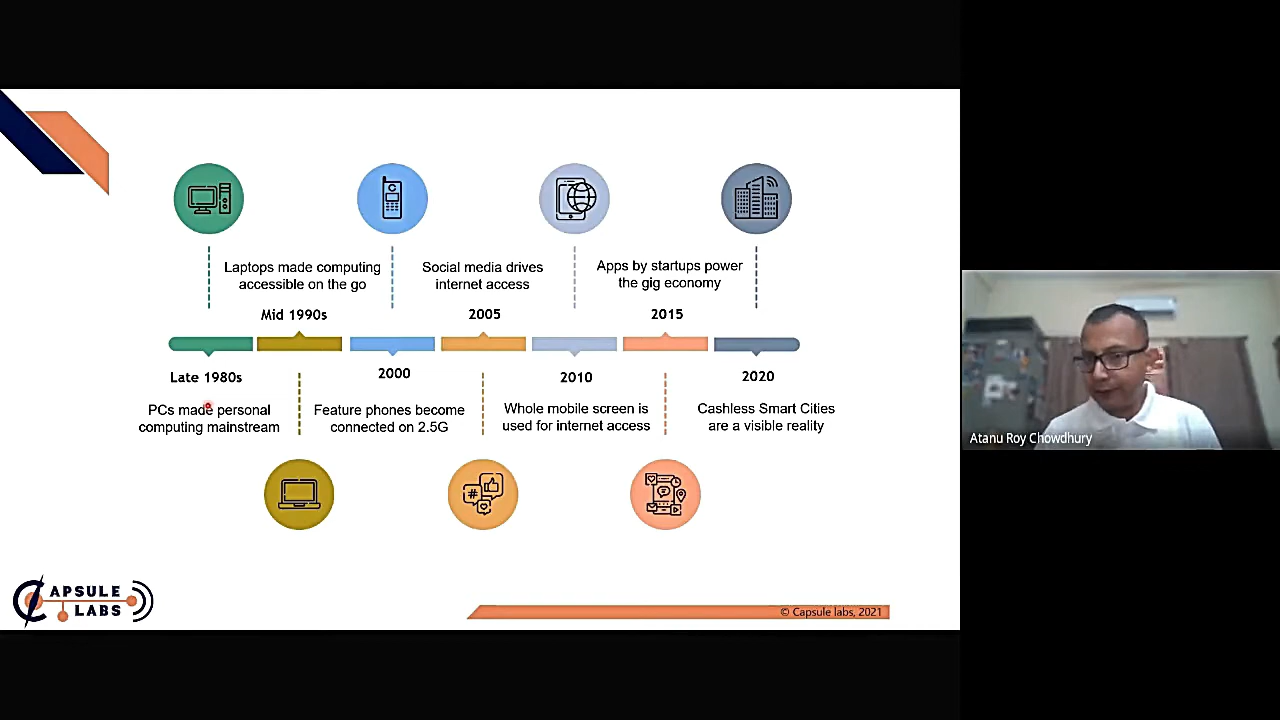 Laptops made computing
accessible on the go
Mid 1990s
Social media drives
internet access
2005
Apps by startups power
the gig economy
2015
Late 1980s
PCs made personal
computing mainstream
2000
Feature phones become
connected on 2.5G
2010
Whole mobile screen is
used for internet access
2020
Cashless Smart Cities
are a visible reality
#
CAPSULE
LABS
© Capsule labs, 2021
Atanu Roy Chowdhury